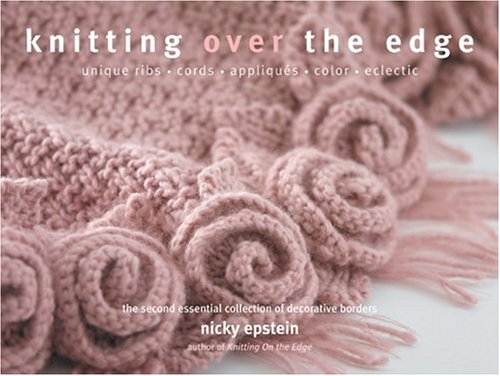 knitting over the edge
unique ribs • cords • appliqués • color • eclectic
the second essential collection of decorative borders
nicky epstein
author of Knitting On the Edge